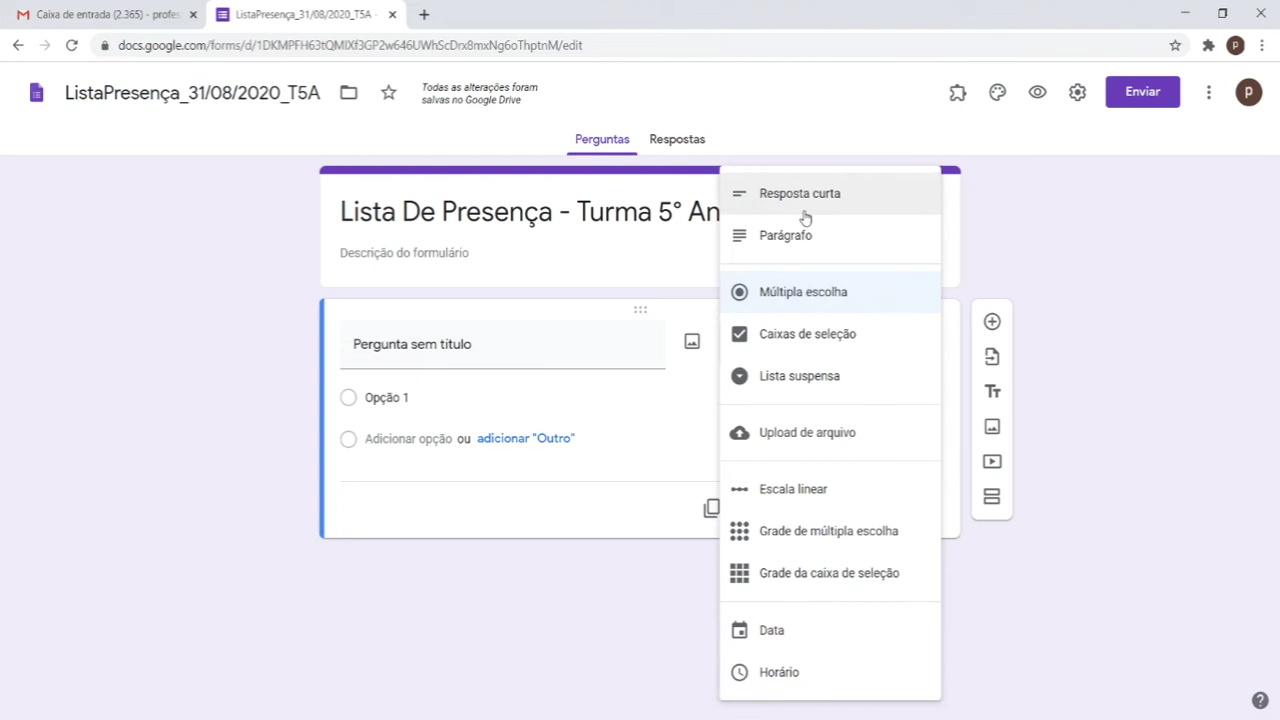 Caixa de entrada (2.365) - profes
ListaPresença_31/08/2020_T5A -
docs.google.com/forms/d/1DKMPFH63tQMIXf3GP2w646UWhScDrx8mxNg6oThptnM/edit
p
ListaPresença_31/08/2020_T5A
Todas as alterações foram
salvas no Google Drive
Enviar
p
Perguntas
Respostas
Lista De Presença - Turma 5° An
Descrição do formulário
Pergunta sem título
Opção 1
Adicionar opção ou adicionar "Outro"
Resposta curta
Parágrafo
Múltipla escolha
Caixas de seleção
Lista suspensa
Upload de arquivo
Escala linear
Grade de múltipla escolha
Grade da caixa de seleção
Data
Horário
Tт